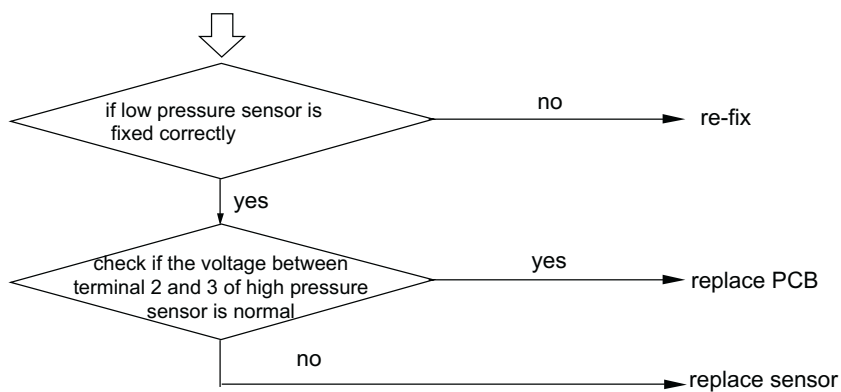 if low pressure sensor is
fixed correctly
no
re-fix
yes
check if the voltage between
terminal 2 and 3 of high pressure
sensor is normal
yes
replace PCB
no
replace sensor